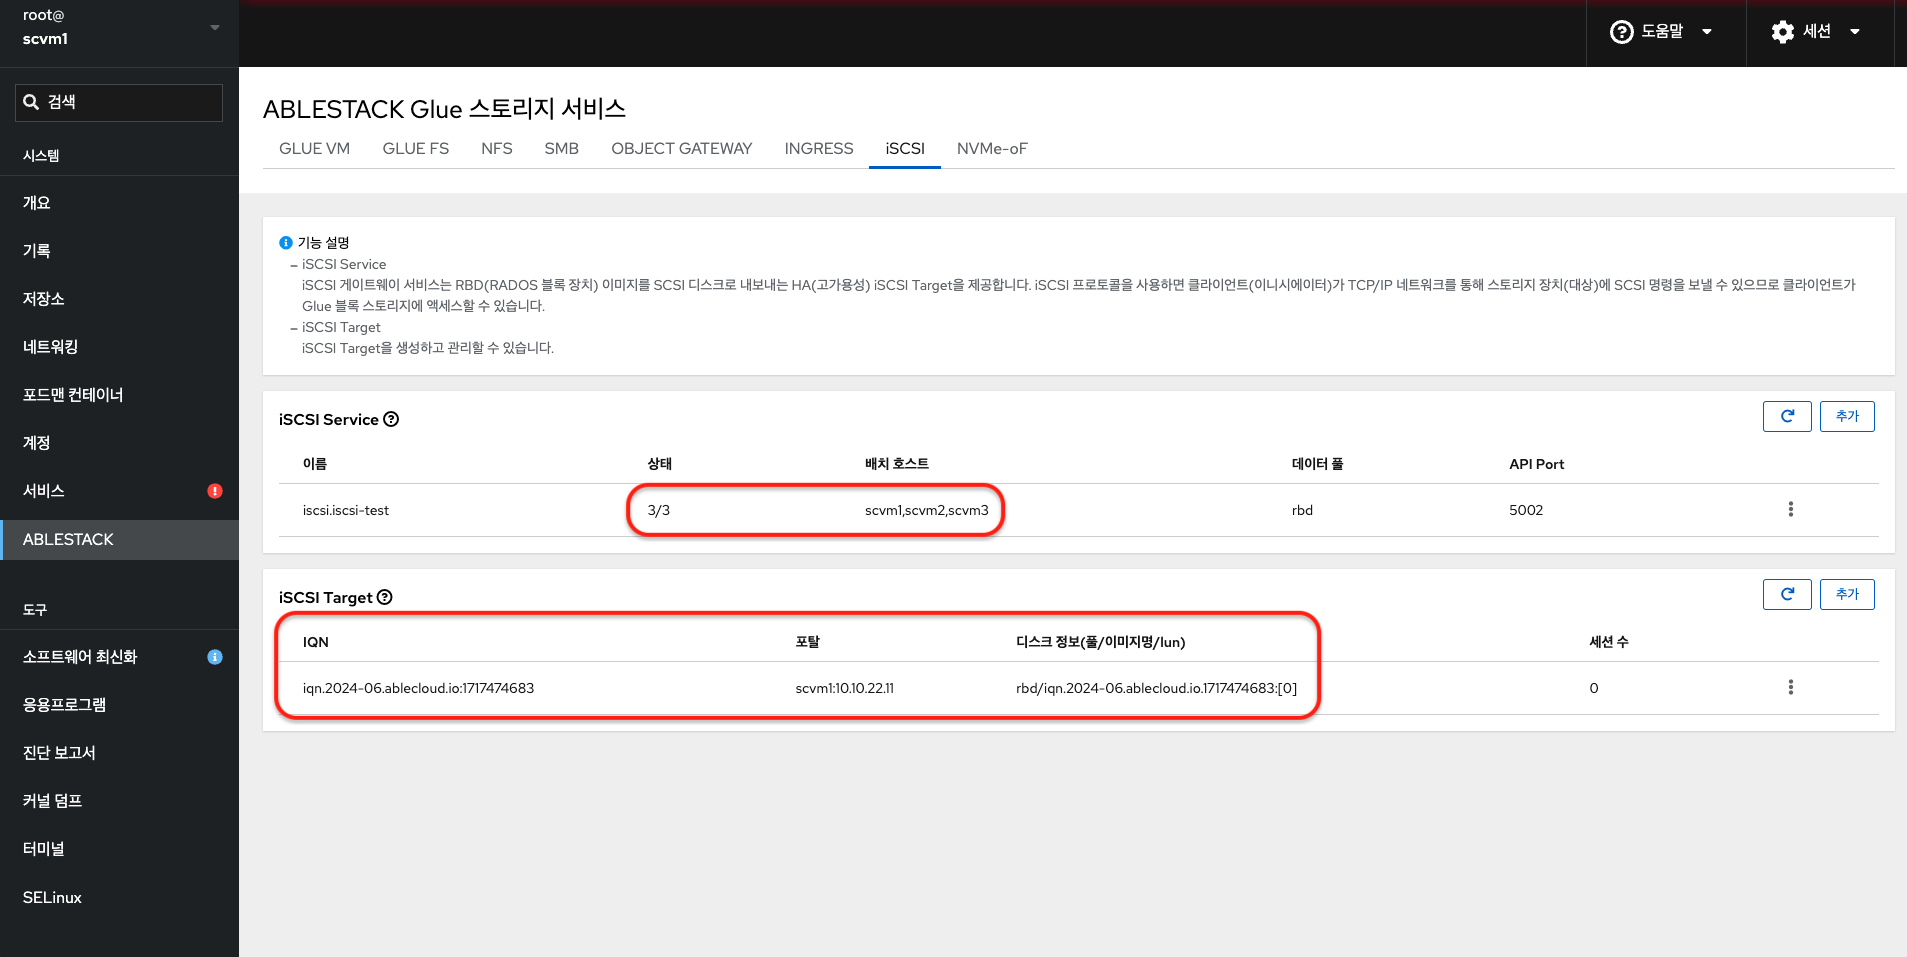 root@
scvm1
도움말
세션
검색
시스템
개요
기록
저장소
네트워킹
포드맨 컨테이너
계정
서비스
ABLESTACK
도구
소프트웨어 최신화
응용프로그램
진단 보고서
커널 덤프
터미널
SELinux
ABLESTACK Glue 스토리지 서비스
GLUE VM GLUE FS NFS SMB OBJECT GATEWAY INGRESS iSCSI NVMe-oF
기능 설명
– iSCSI Service
iSCSI 게이트웨이 서비스는 RBD(RADOS 블록 장치) 이미지를 SCSI 디스크로 내보내는 HA(고가용성) iSCSI Target을 제공합니다. iSCSI 프로토콜을 사용하면 클라이언트(이니시에이터)가 TCP/IP 네트워크를 통해 스토리지 장치(대상)에 SCSI 명령을 보낼 수 있으므로 클라이언트가
Glue 블록 스토리지에 액세스할 수 있습니다.
– iSCSI Target
iSCSI Target을 생성하고 관리할 수 있습니다.
iSCSI Service
추가
이름 상태 배치 호스트 데이터 풀 API Port
iscsi.iscsi-test 3/3 scvm1,scvm2,scvm3 rbd 5002
iSCSI Target
추가
IQN 포탈 디스크 정보(풀/이미지명/lun) 세션 수
iqn.2024-06.ablecloud.io:1717474683 scvm1:10.10.22.11 rbd/iqn.2024-06.ablecloud.io.1717474683:[0] 0